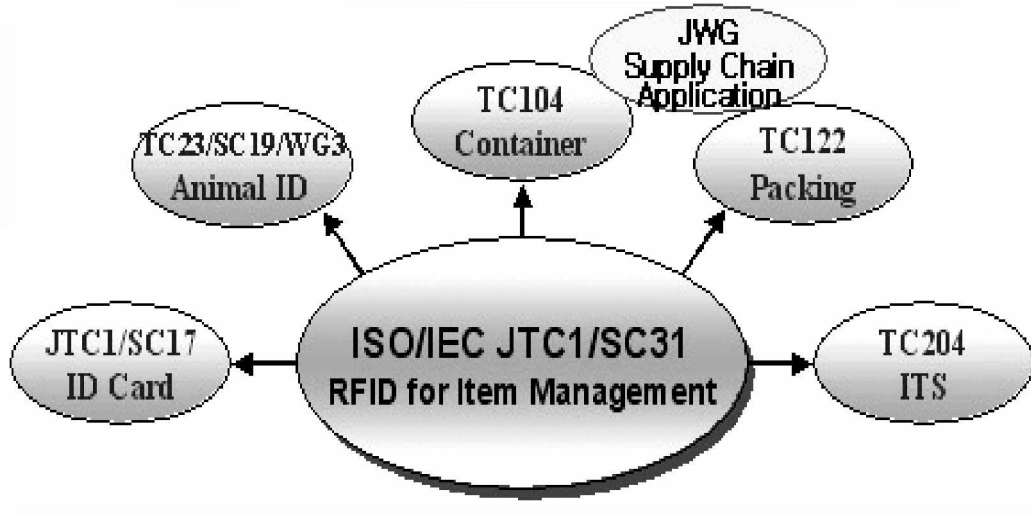 JWG
Supply Chain
Application
TC104
Container
TC23/SC19/WG3
Animal ID
TC122
Packing
JTC1/SC17
ID Card
ISO/IEC JTC1/SC31
RFID for Item Management
TC204
ITS